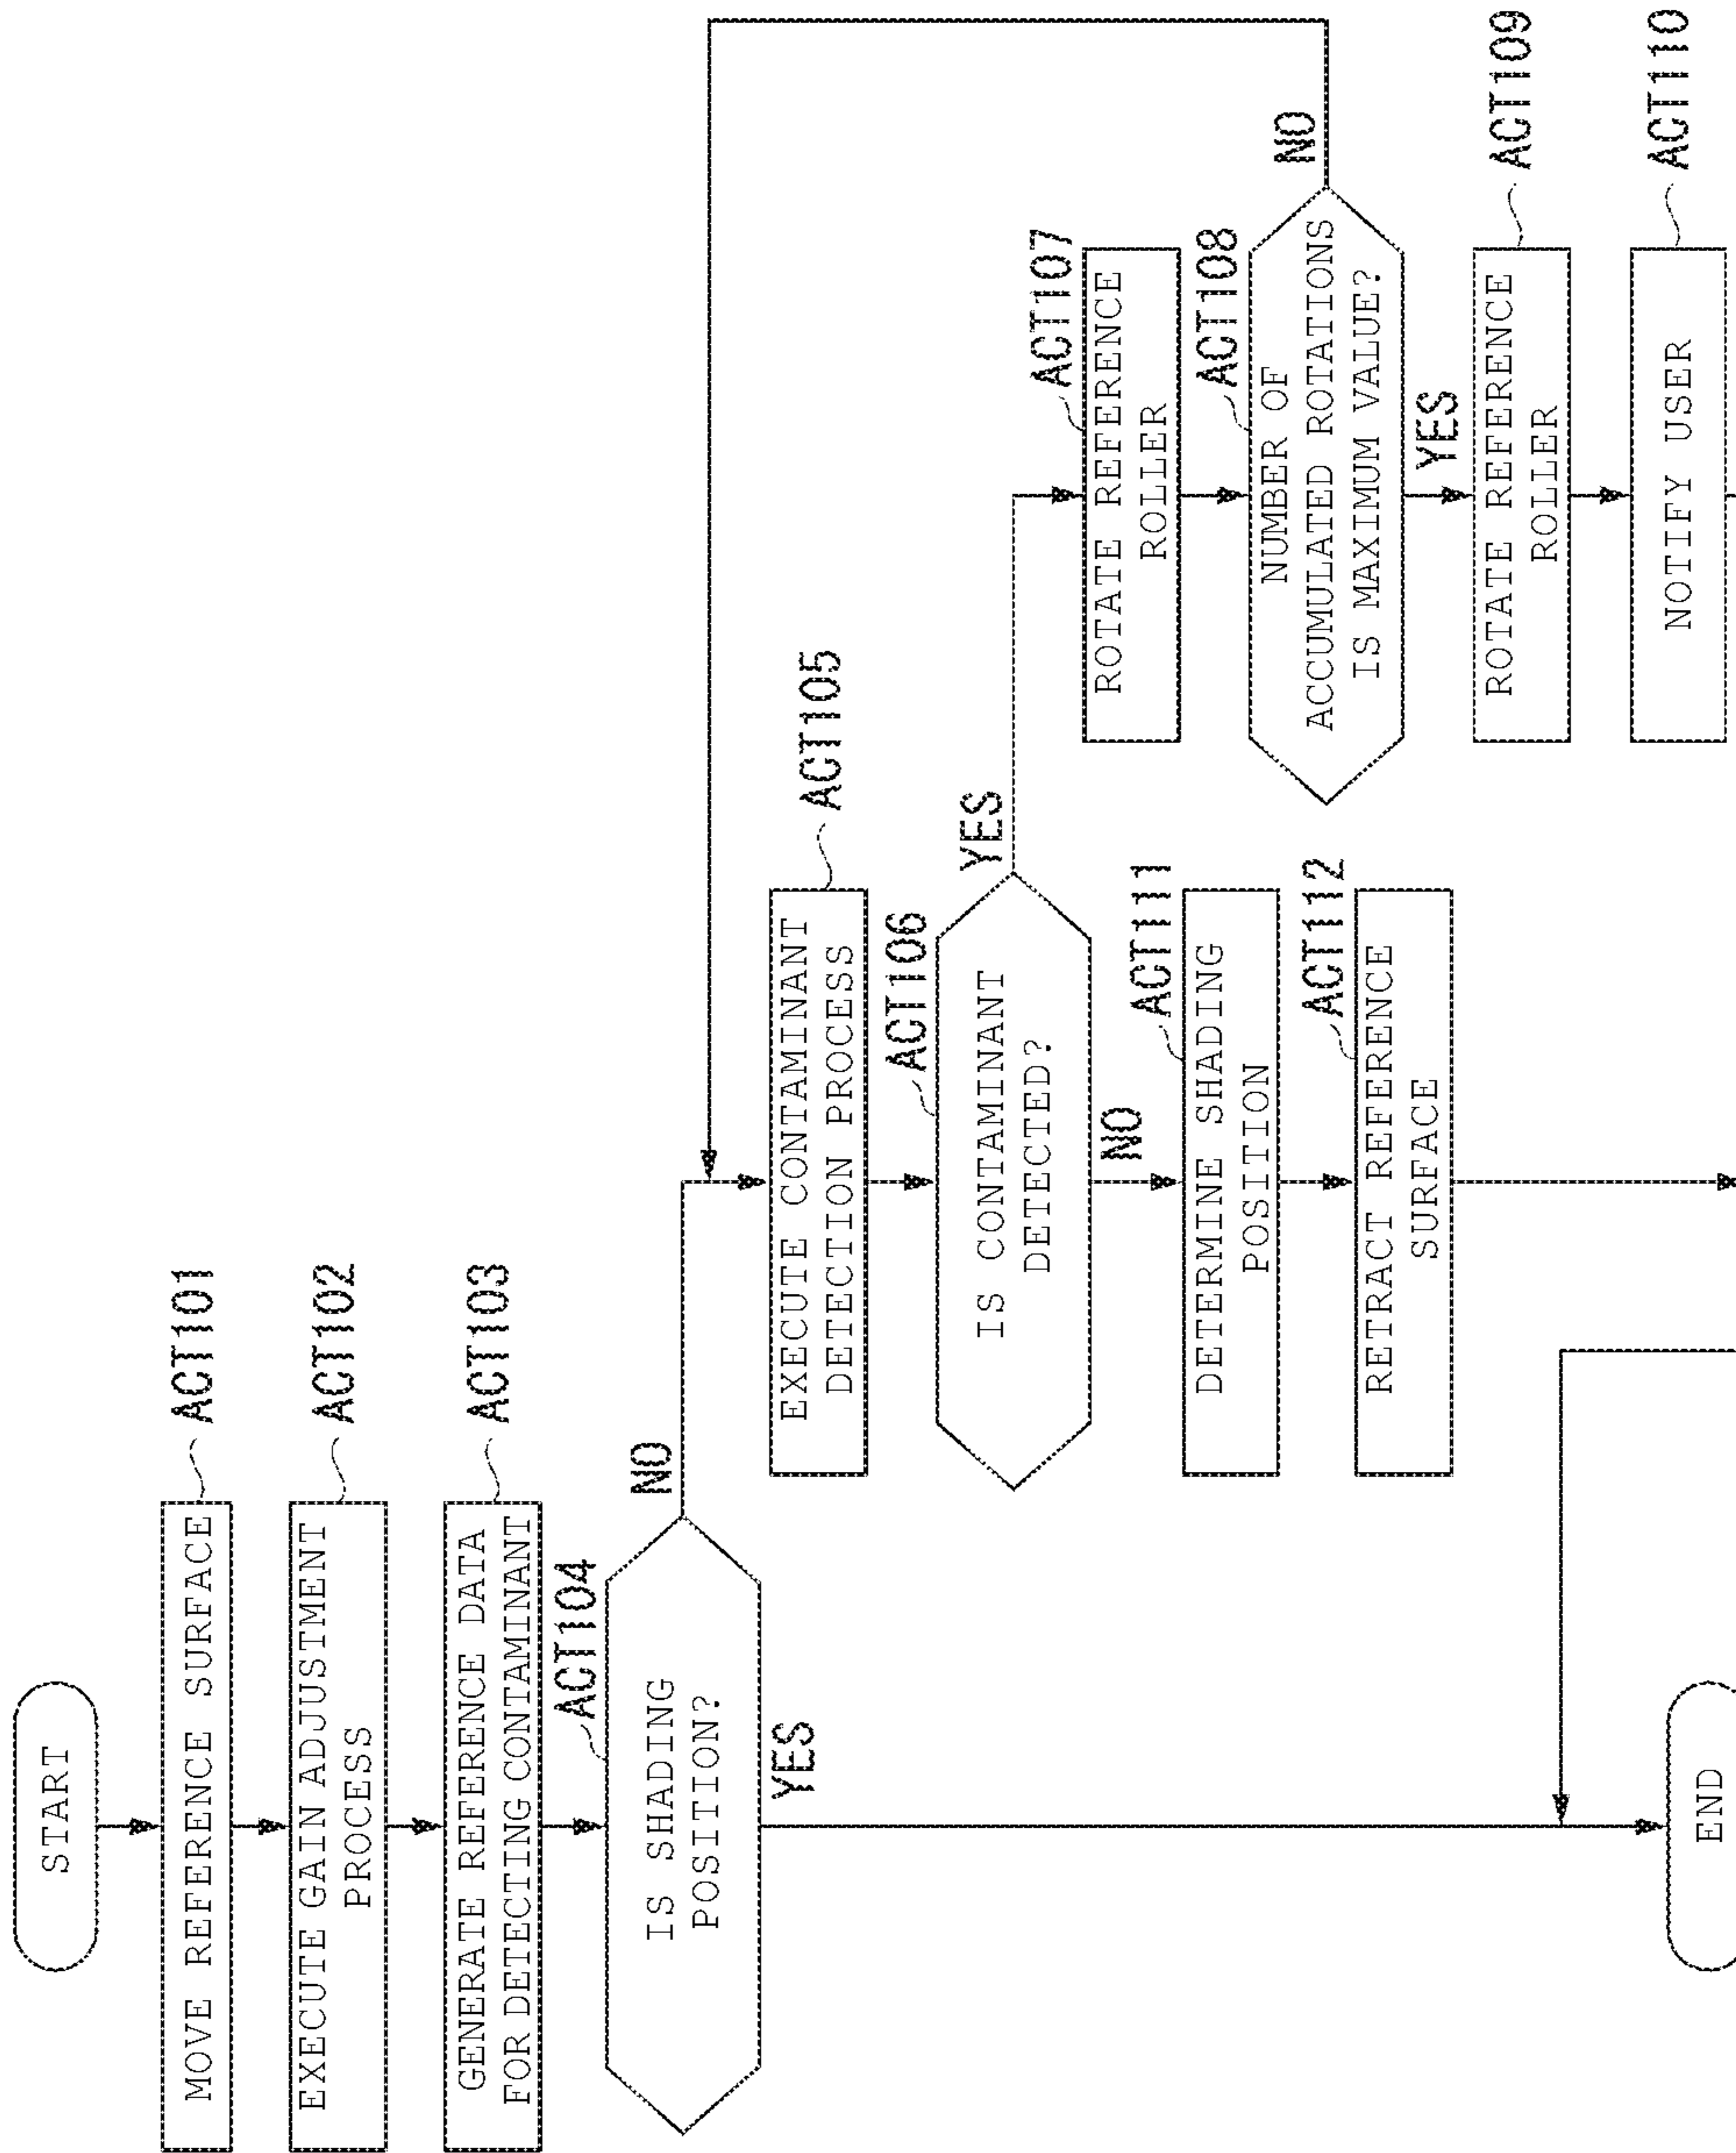 START
MOVE REFERENCE SURFACE
ACT101
EXECUTE GAIN ADJUSTMENT
PROCESS
ACT102
GENERATE REFERENCE DATA
FOR DETECTING CONTAMINANT
ACT103
ACT104
IS SHADING
POSITION?
NO
YES
EXECUTE CONTAMINANT
DETECTION PROCESS
ACT105
ACT106
IS CONTAMINANT
DETECTED?
YES
NO
ACT107
ROTATE REFERENCE
ROLLER
ACT108
NUMBER OF
ACCUMULATED ROTATIONS
IS MAXIMUM VALUE?
NO
YES
ROTATE REFERENCE
ROLLER
ACT109
NOTIFY USER
ACT110
ACT111
DETERMINE SHADING
POSITION
ACT112
RETRACT REFERENCE
SURFACE
END